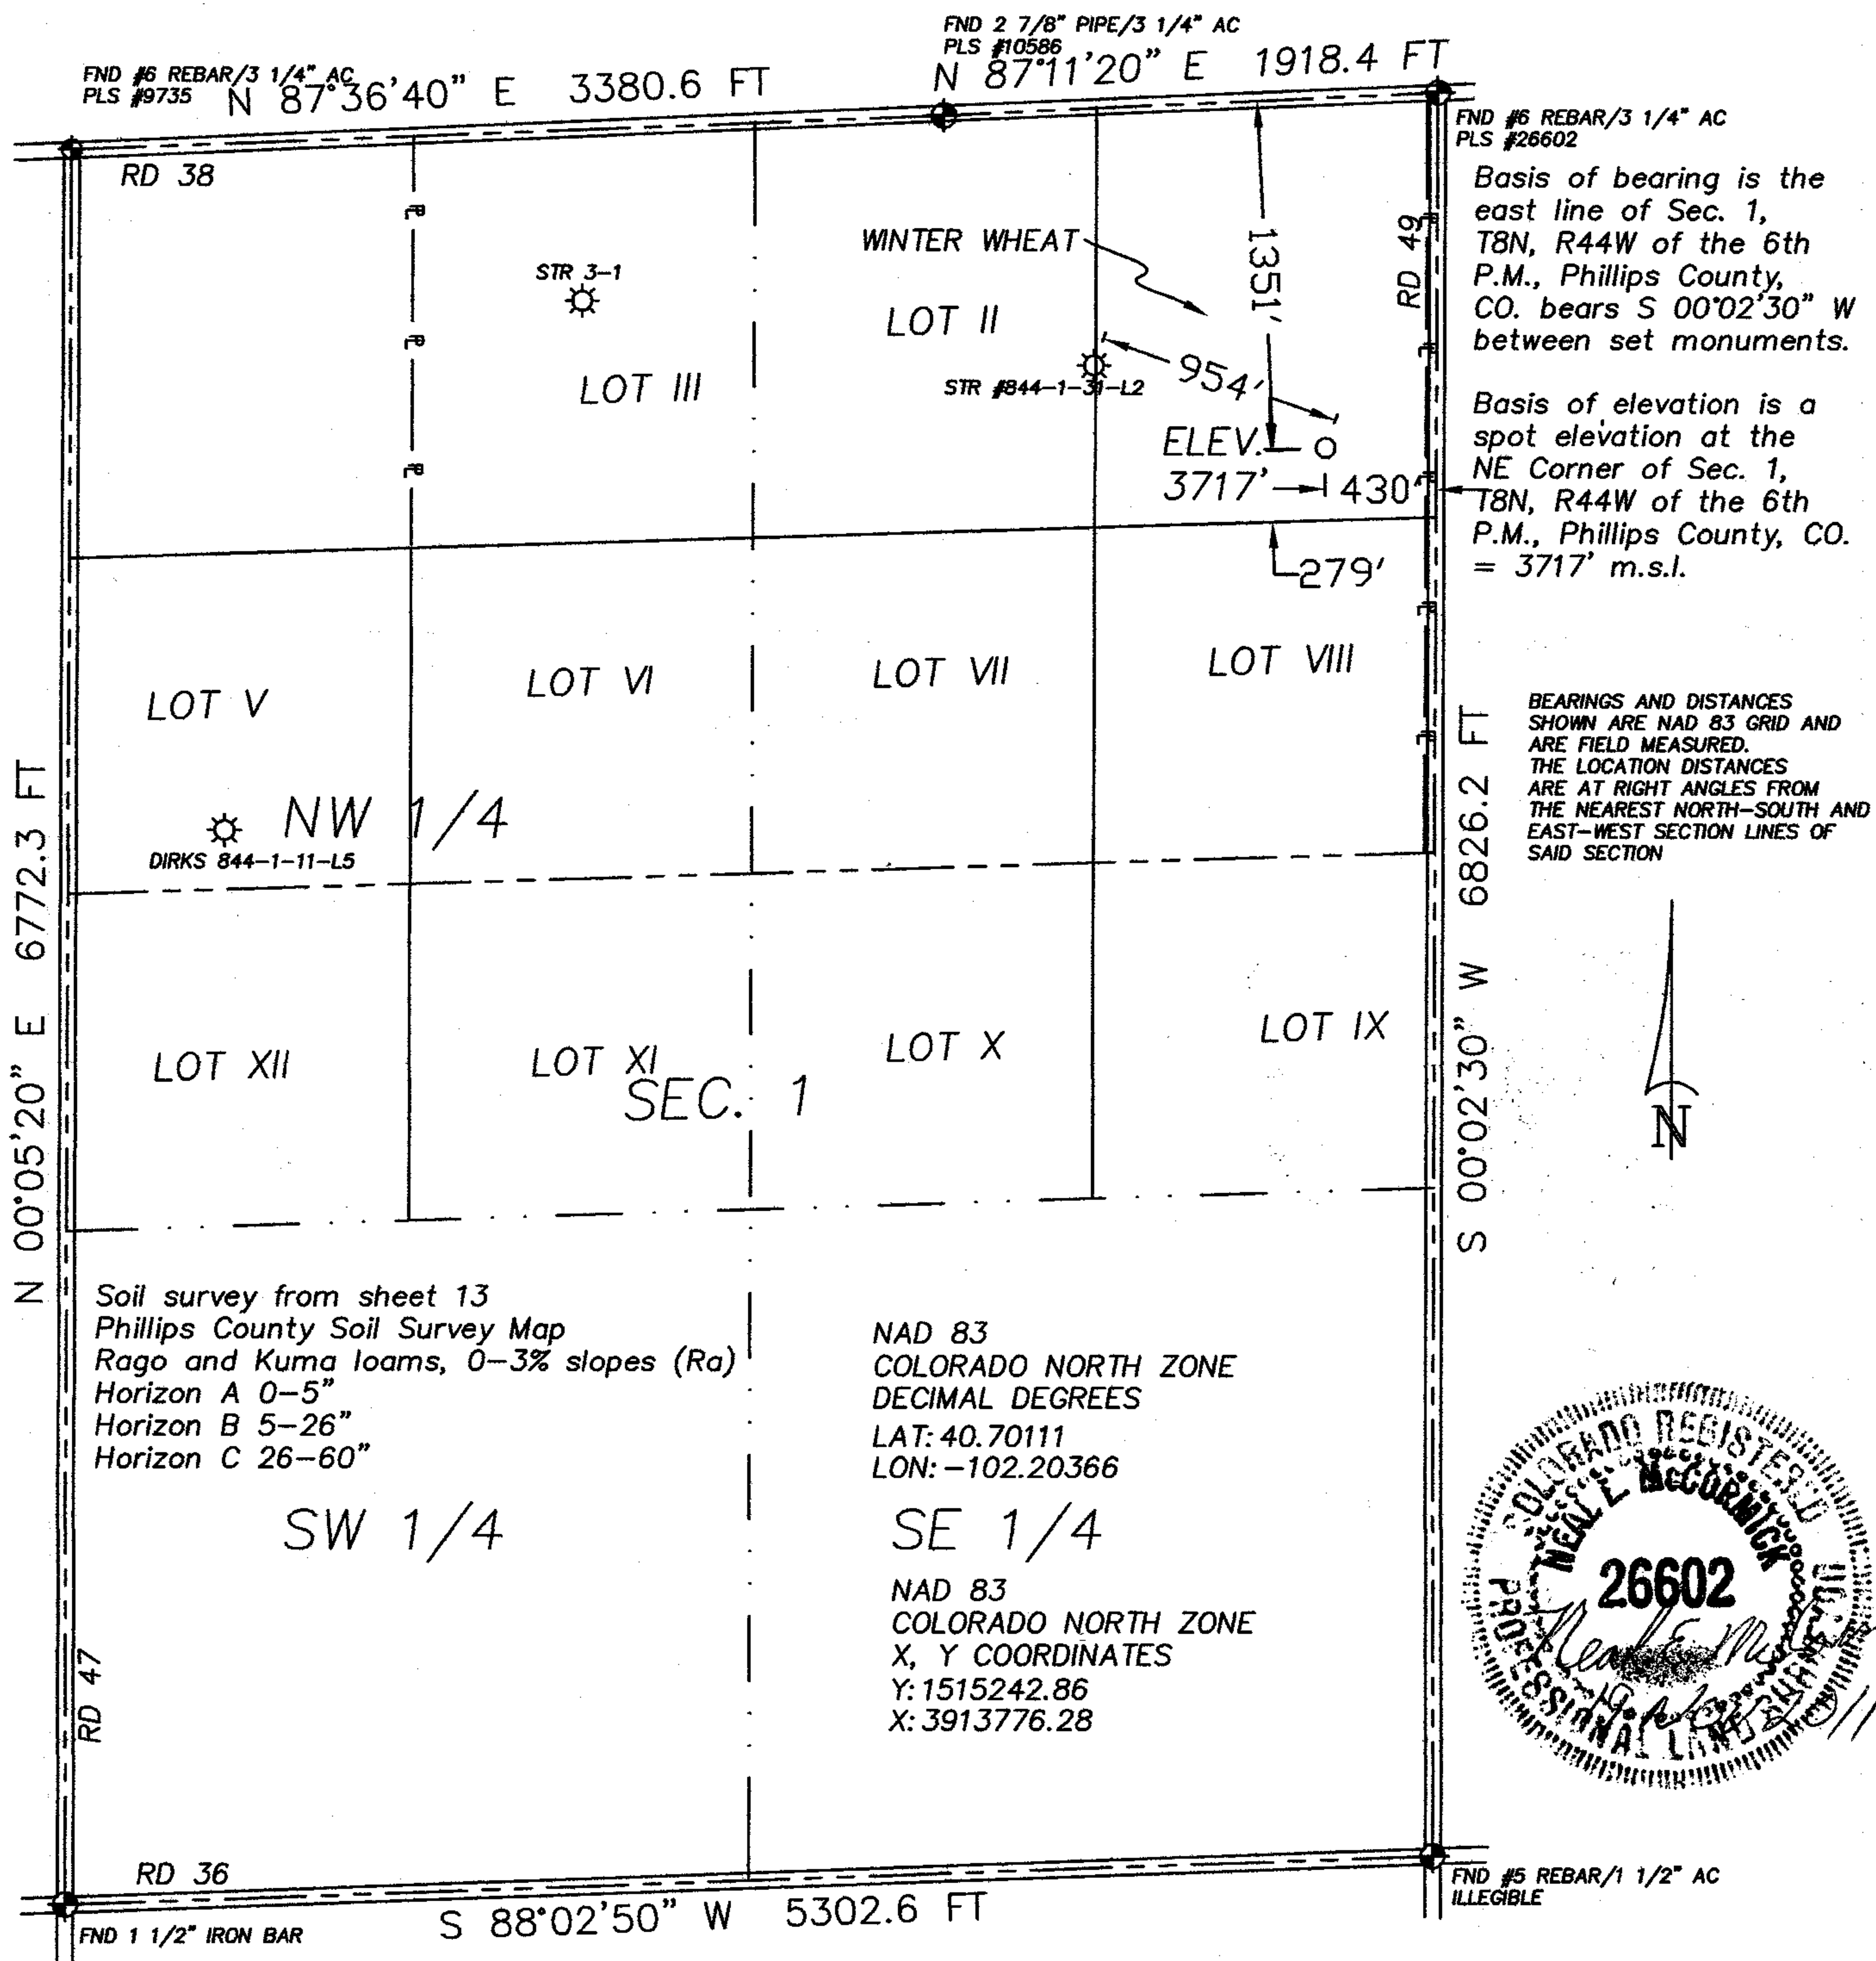 FND 2 7/8" PIPE/3 1/4" AC
PLS #10586
N 87°11'20" E 1918.4 FT
FND #6 REBAR/3 1/4" AC
PLS #9735
N 87°36'40" E 3380.6 FT
FND #6 REBAR/3 1/4" AC
PLS #26602
RD 38
Basis of bearing is the
east line of Sec. 1,
T8N, R44W of the 6th
P.M., Phillips County,
CO. bears S 00°02'30" W
between set monuments.
Basis of elevation is a
spot elevation at the
NE Corner of Sec. 1,
T8N, R44W of the 6th
P.M., Phillips County, CO.
= 3717' m.s.l.
WINTER WHEAT
1351'
RD 49
STR 3-1
LOT II
LOT III
STR #844-1-31-L2
954'
ELEV.
3717'
430'
279'
LOT V
LOT VI
LOT VII
LOT VIII
BEARINGS AND DISTANCES
SHOWN ARE NAD 83 GRID AND
ARE FIELD MEASURED.
THE LOCATION DISTANCES
ARE AT RIGHT ANGLES FROM
THE NEAREST NORTH-SOUTH AND
EAST-WEST SECTION LINES OF
SAID SECTION
NW 1/4
DIRKS 844-1-11-L5
N 00°05'20" E 6772.3 FT
S 00°02'30" W 6826.2 FT
LOT XII
LOT XI
LOT X
LOT IX
SEC. 1
N
Soil survey from sheet 13
Phillips County Soil Survey Map
Rago and Kuma loams, 0-3% slopes (Ra)
Horizon A 0-5"
Horizon B 5-26"
Horizon C 26-60"
NAD 83
COLORADO NORTH ZONE
DECIMAL DEGREES
LAT: 40.70111
LON: -102.20366
SW 1/4
SE 1/4
NAD 83
COLORADO NORTH ZONE
X, Y COORDINATES
Y: 1515242.86
X: 3913776.28
COLORADO REGISTERED
NEAL E. McCORMICK
26602
PROFESSIONAL LAND SURVEYOR
RD 47
RD 36
S 88°02'50" W 5302.6 FT
FND 1 1/2" IRON BAR
FND #5 REBAR/1 1/2" AC
ILLEGIBLE